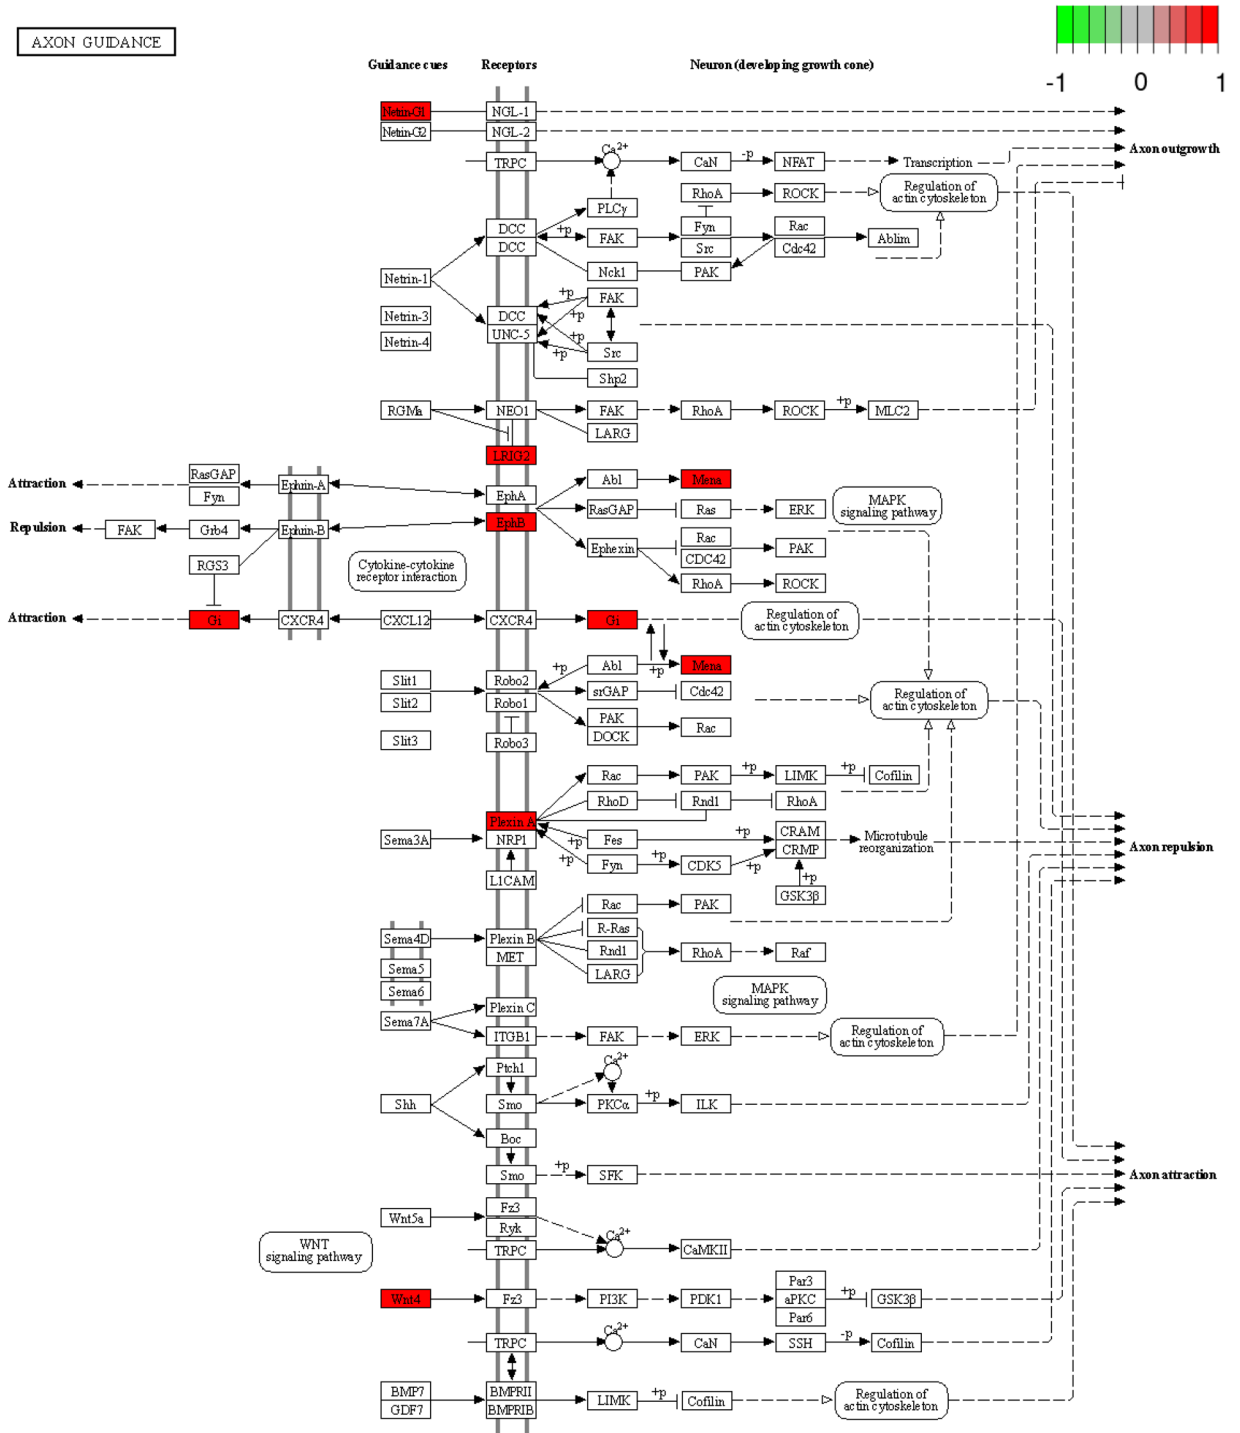 AXON GUIDANCE
-1 0 1
Guidance cues Receptors Neuron (developing growth cone)
Netrin-G1 NGL-1
Netrin-G2 NGL-2
Axon outgrowth
TRPC Ca2+ CaN -p NFAT Transcription
RhoA ROCK Regulation of
actin cytoskeleton
PLCγ
DCC +p FAK Fyn Rac Ablim
DCC Src Cdc42
Netrin-1 Nck1 PAK
+p FAK
Netrin-3 DCC +p
Netrin-4 UNC-5 +p Src
Shp2
RGMa NEO1 FAK RhoA ROCK +p MLC2
LARG
LRIG2
Attraction RasGAP Ephrin-A EphA Abl Mena
Fyn
MAPK
signaling pathway
Repulsion FAK Grb4 Ephrin-B EphB RasGAP Ras ERK
Ephexin Rac PAK
CDC42
RGS3 Cytokine-cytokine
receptor interaction
RhoA ROCK
Attraction Gi CXCR4 CXCL12 CXCR4 Gi Regulation of
actin cytoskeleton
+p Abl +p Mena
Slit1 Robo2 srGAP Cdc42 Regulation of
actin cytoskeleton
Slit2 Robo1 PAK Rac
DOCK
Slit3 Robo3
Rac PAK +p LIMK +p Cofilin
RhoD Rnd1 RhoA
Plexin A
Sema3A NRP1 +p Fes +p CRAM Microtubule
reorganization
Axon repulsion
CRMP
L1CAM +p Fyn +p CDK5 +p +p
GSK3β
Rac PAK
R-Ras
Sema4D Plexin B Rnd1 RhoA Raf
MET
Sema5 LARG
Sema6 MAPK
signaling pathway
Plexin C
Sema7A ITGB1 FAK ERK Regulation of
actin cytoskeleton
Ptch1 Ca2+
Shh Smo PKCα +p ILK
Boc
Smo +p SFK Axon attraction
Wnt5a Fz3
Ryk Ca2+
WNT
signaling pathway
TRPC CaMKII
Wnt4 Fz3 PI3K PDK1 Par3 +p GSK3β
aPKC
Par6
TRPC Ca2+ CaN SSH -p Cofilin
BMP7 BMPRII LIMK +p Cofilin Regulation of
actin cytoskeleton
GDF7 BMPRIB